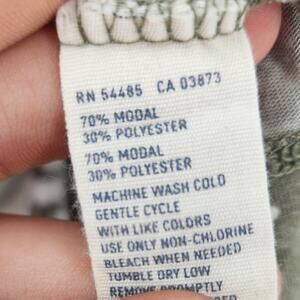 RN 54485 CA 03873
70% MODAL
30% POLYESTER
70% MODAL
30% POLYESTER
MACHINE WASH COLD
GENTLE CYCLE
WITH LIKE COLORS
USE ONLY NON-CHLORINE
BLEACH WHEN NEEDED
TUMBLE DRY LOW
REMOVE PROMPTLY